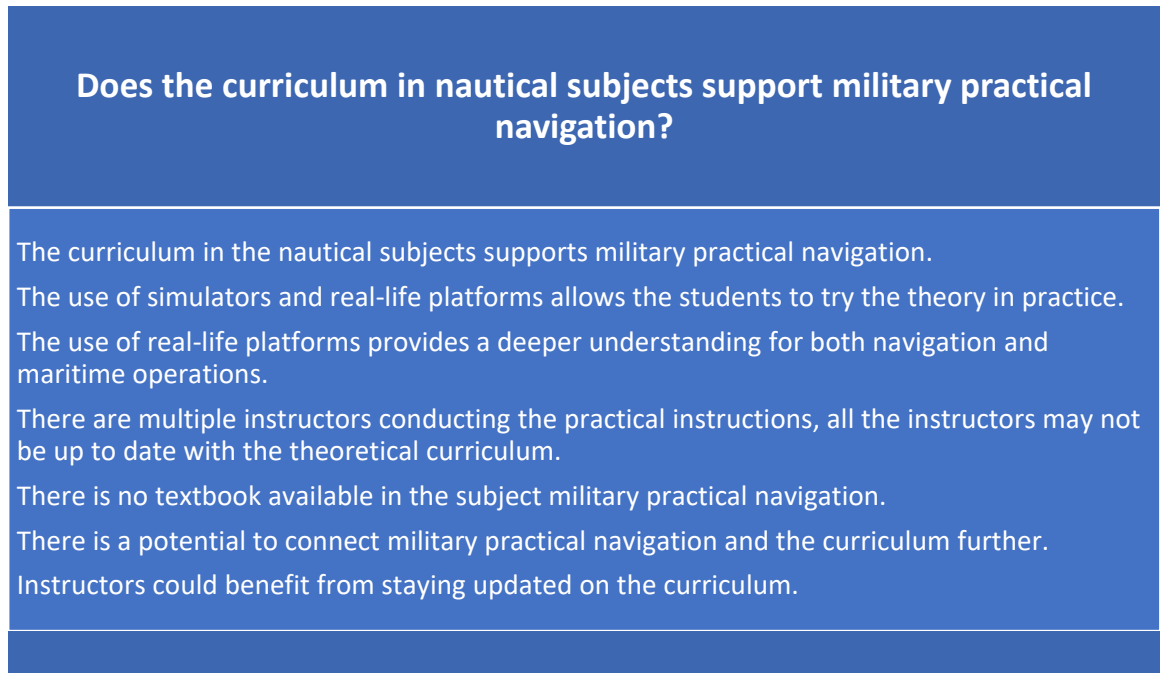 Does the curriculum in nautical subjects support military practical
navigation?
The curriculum in the nautical subjects supports military practical navigation.
The use of simulators and real-life platforms allows the students to try the theory in practice.
The use of real-life platforms provides a deeper understanding for both navigation and
maritime operations.
There are multiple instructors conducting the practical instructions, all the instructors may not
be up to date with the theoretical curriculum.
There is no textbook available in the subject military practical navigation.
There is a potential to connect military practical navigation and the curriculum further.
Instructors could benefit from staying updated on the curriculum.